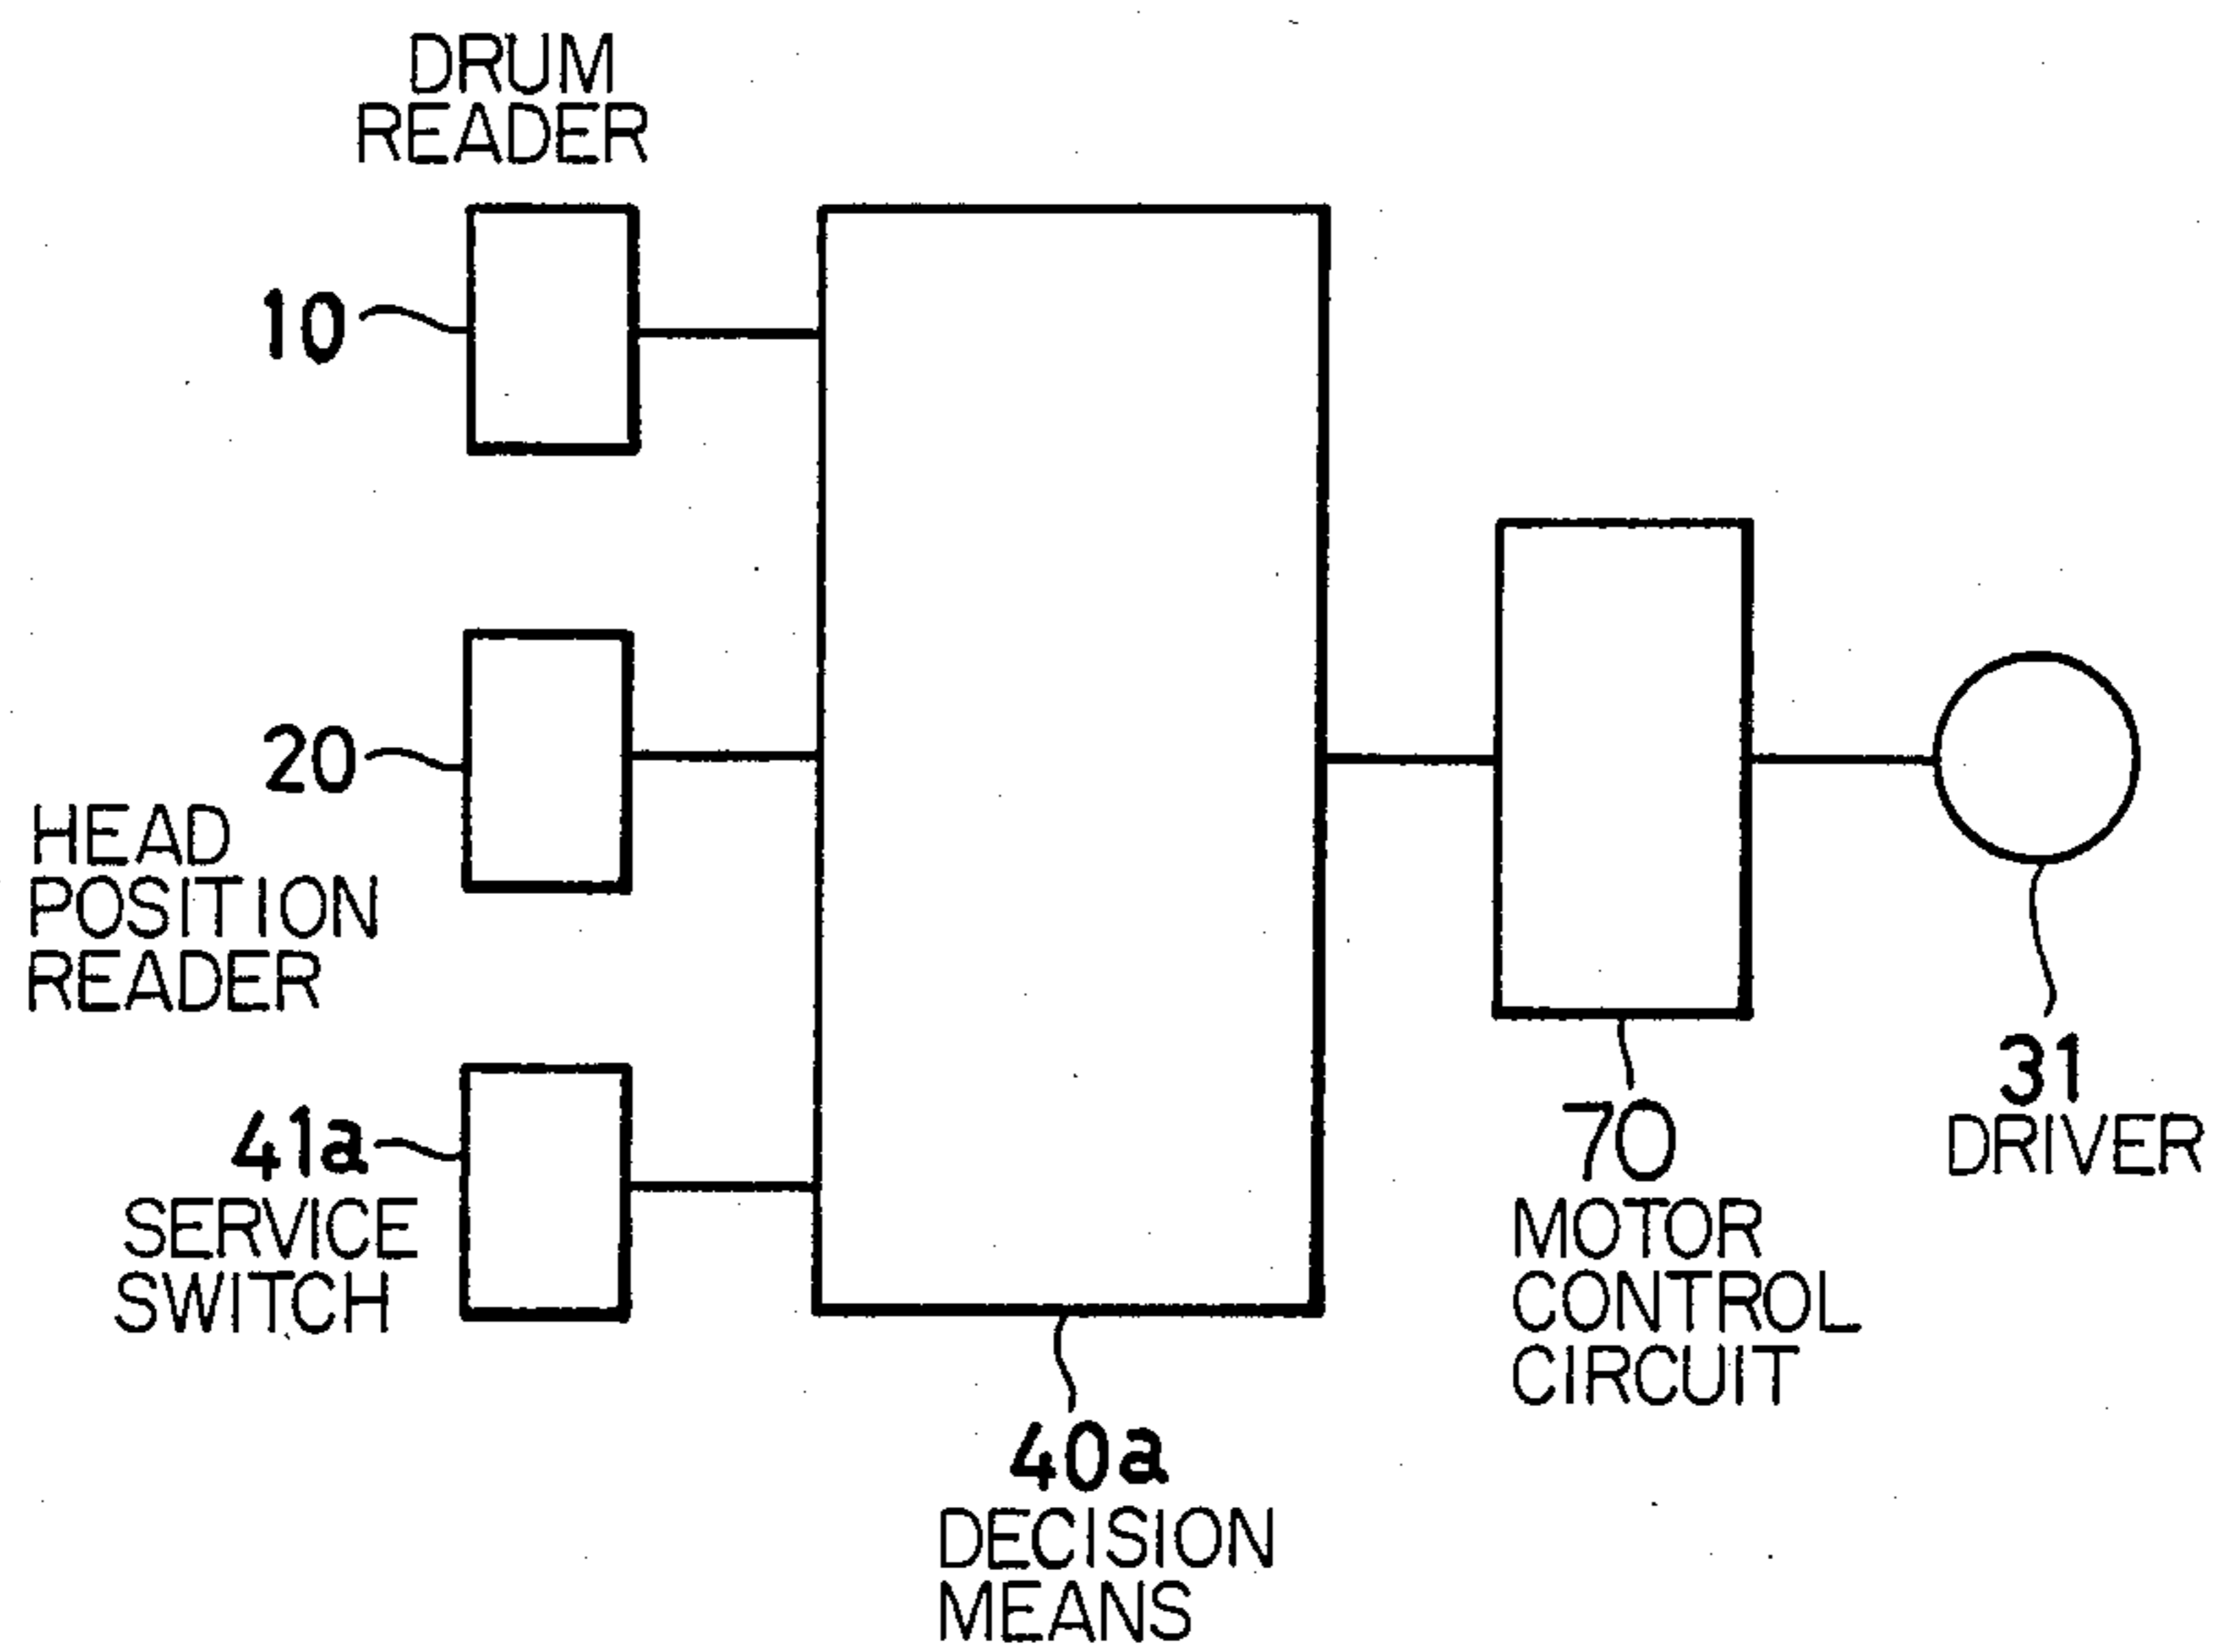 DRUM
READER
10
20
HEAD
POSITION
READER
41a
SERVICE
SWITCH
40a
DECISION
MEANS
70
MOTOR
CONTROL
CIRCUIT
31
DRIVER